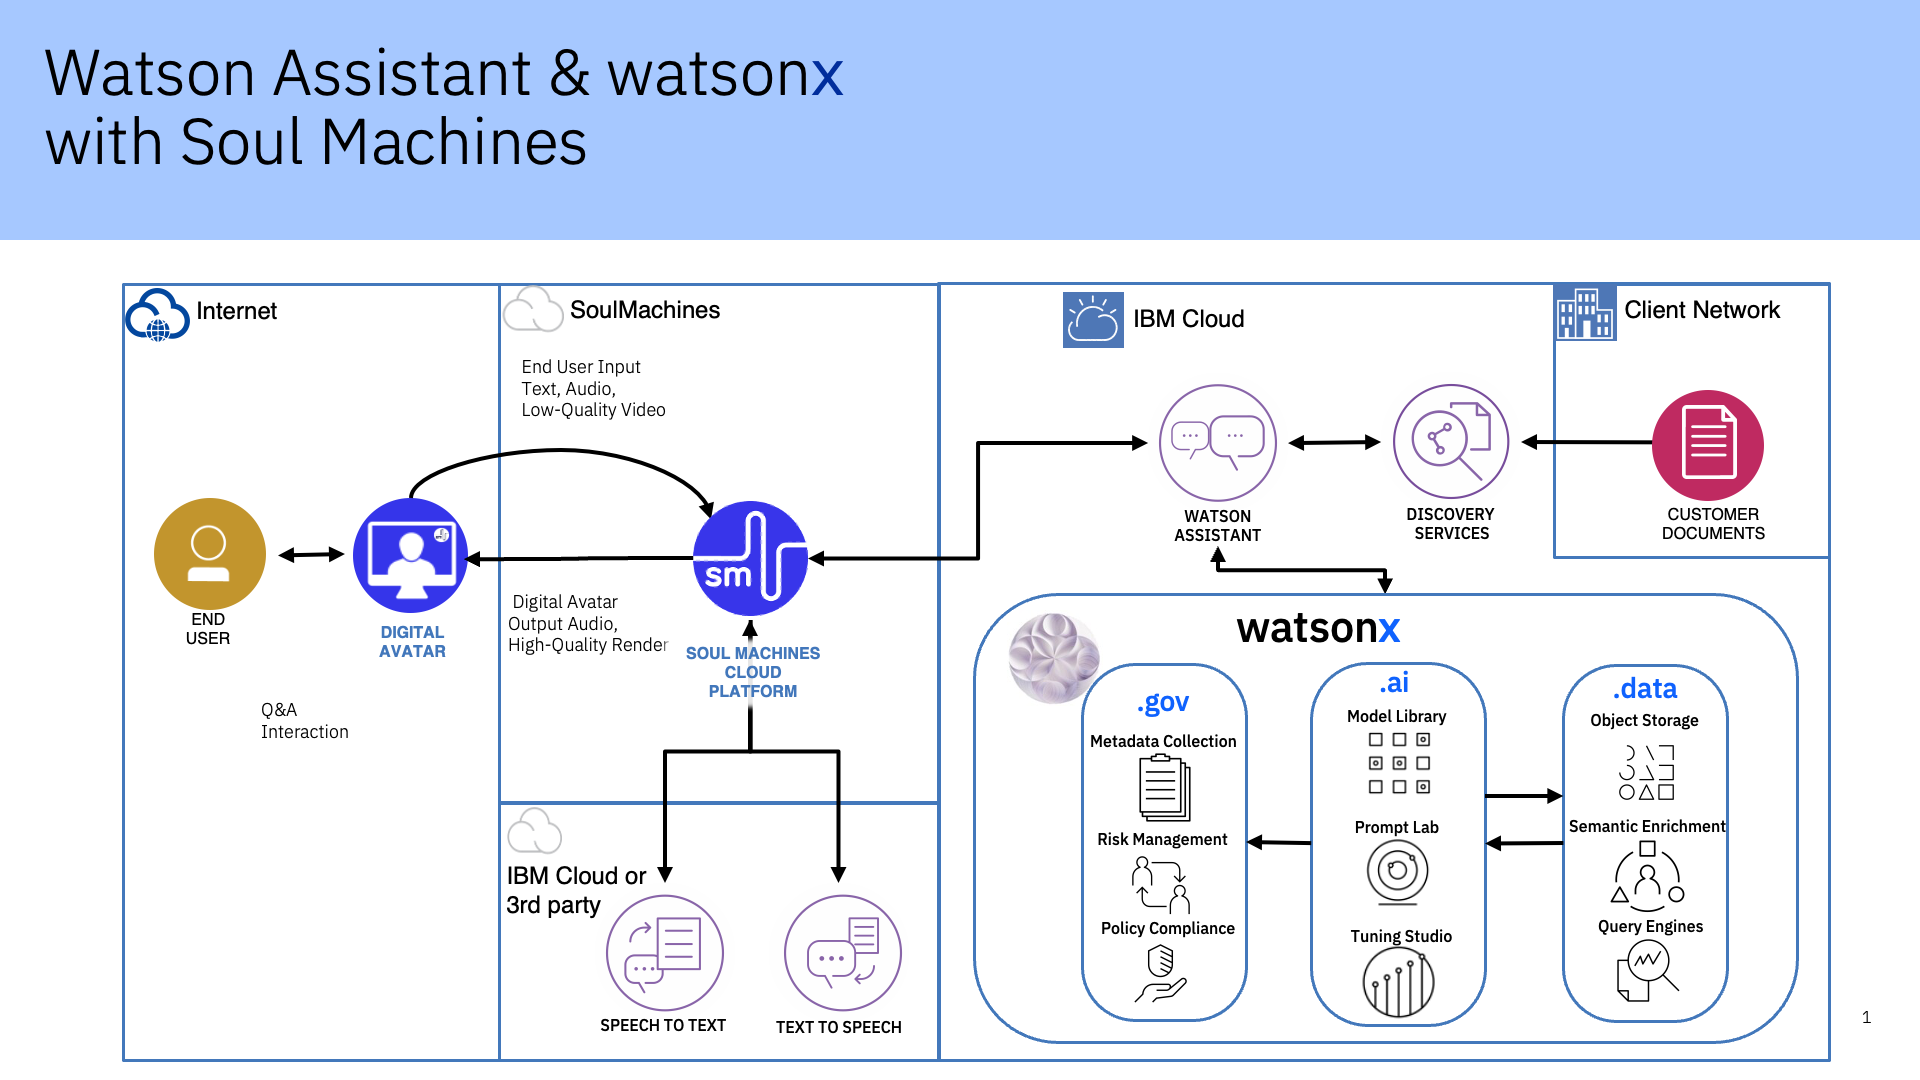 Watson Assistant & watsonx
with Soul Machines
Internet
SoulMachines
IBM Cloud
Client Network
End User Input
Text, Audio,
Low-Quality Video
END
USER
DIGITAL
AVATAR
sm
Digital Avatar
Output Audio,
High-Quality Render
SOUL MACHINES
CLOUD
PLATFORM
Q&A
Interaction
WATSON
ASSISTANT
DISCOVERY
SERVICES
CUSTOMER
DOCUMENTS
IBM Cloud or
3rd party
SPEECH TO TEXT
TEXT TO SPEECH
watsonx
.gov
Metadata Collection
Risk Management
Policy Compliance
.ai
Model Library
Prompt Lab
Tuning Studio
.data
Object Storage
Semantic Enrichment
Query Engines
1